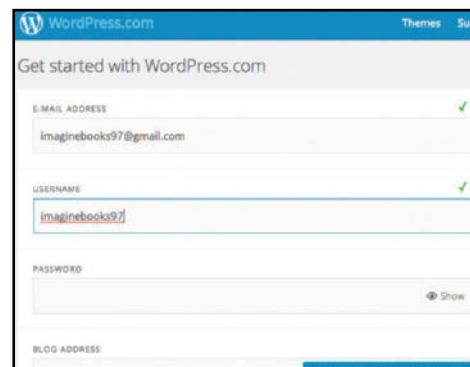 WordPress.com Themes
Get started with WordPress.com
E-MAIL ADDRESS
imaginebooks97@gmail.com
USERNAME
imaginebooks97
PASSWORD
Show
BLOG ADDRESS